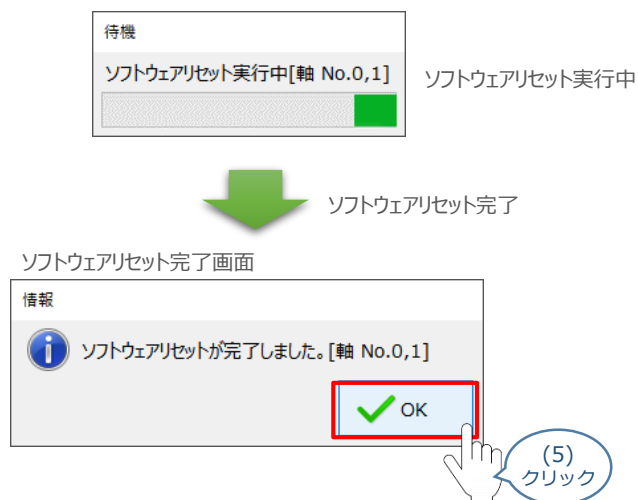 待機
ソフトウェアリセット実行中[軸 No.0,1]
ソフトウェアリセット実行中
ソフトウェアリセット完了
ソフトウェアリセット完了画面
情報
ソフトウェアリセットが完了しました。[軸 No.0,1]
OK
(5)
クリック